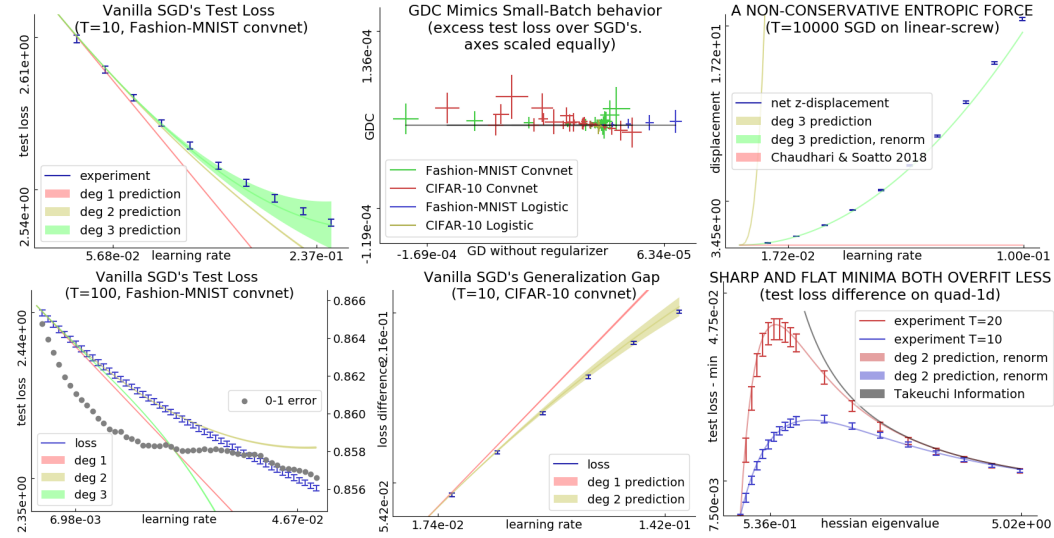 Vanilla SGD's Test Loss
(T=10, Fashion-MNIST convnet)
2.61e+00
test loss
2.54e+00
experiment
deg 1 prediction
deg 2 prediction
deg 3 prediction
5.68e-02
learning rate
2.37e-01
GDC Mimics Small-Batch behavior
(excess test loss over SGD's.
axes scaled equally)
1.36e-04
GDC
-1.19e-04
Fashion-MNIST Convnet
CIFAR-10 Convnet
Fashion-MNIST Logistic
CIFAR-10 Logistic
-1.69e-04
GD without regularizer
6.34e-05
A NON-CONSERVATIVE ENTROPIC FORCE
(T=10000 SGD on linear-screw)
1.72e+01
displacement
3.45e+00
net z-displacement
deg 3 prediction
deg 3 prediction, renorm
Chaudhari & Soatto 2018
1.72e-02
learning rate
1.00e-01
Vanilla SGD's Test Loss
(T=100, Fashion-MNIST convnet)
2.44e+00
test loss
2.35e+00
0.866
0.864
0.862
0.860
0.858
0.856
0-1 error
loss
deg 1
deg 2
deg 3
6.98e-03
learning rate
4.67e-02
Vanilla SGD's Generalization Gap
(T=10, CIFAR-10 convnet)
2.16e-01
loss difference
5.42e-02
loss
deg 1 prediction
deg 2 prediction
1.74e-02
learning rate
1.42e-01
SHARP AND FLAT MINIMA BOTH OVERFIT LESS
(test loss difference on quad-1d)
4.75e-02
test loss - min
7.50e-03
experiment T=20
experiment T=10
deg 2 prediction, renorm
deg 2 prediction, renorm
Takeuchi Information
5.36e-01
hessian eigenvalue
5.02e+00